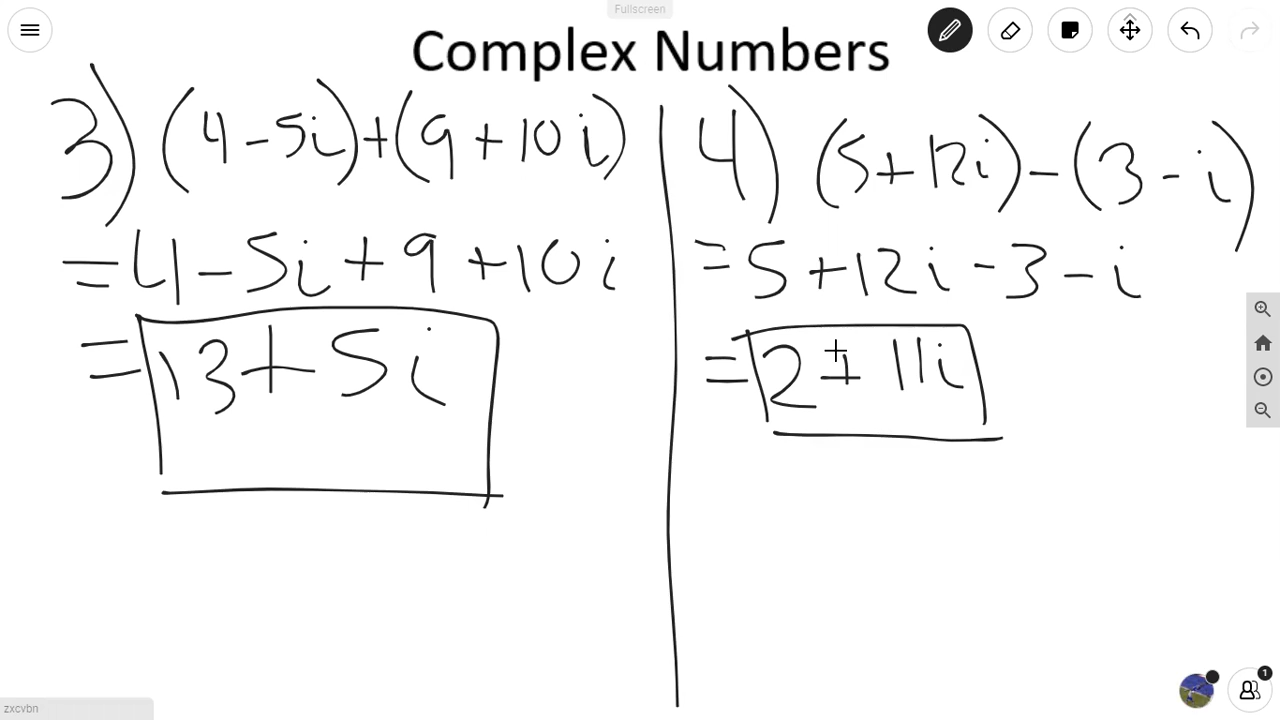 Fullscreen
Complex Numbers
3) (4-5i)+(9+10i)
=4-5i+9+10i
=13+5i
4) (5+12i)-(3-i)
=5+12i-3-i
=2+11i
1
zxcvbn